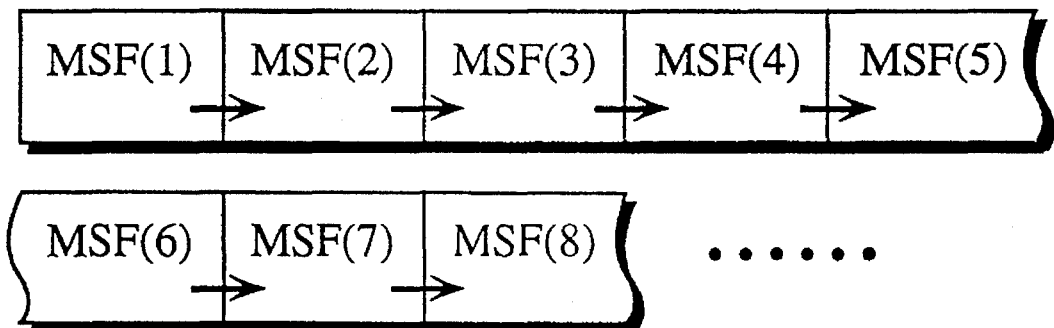 MSF(1) MSF(2) MSF(3) MSF(4) MSF(5)
MSF(6) MSF(7) MSF(8) ......